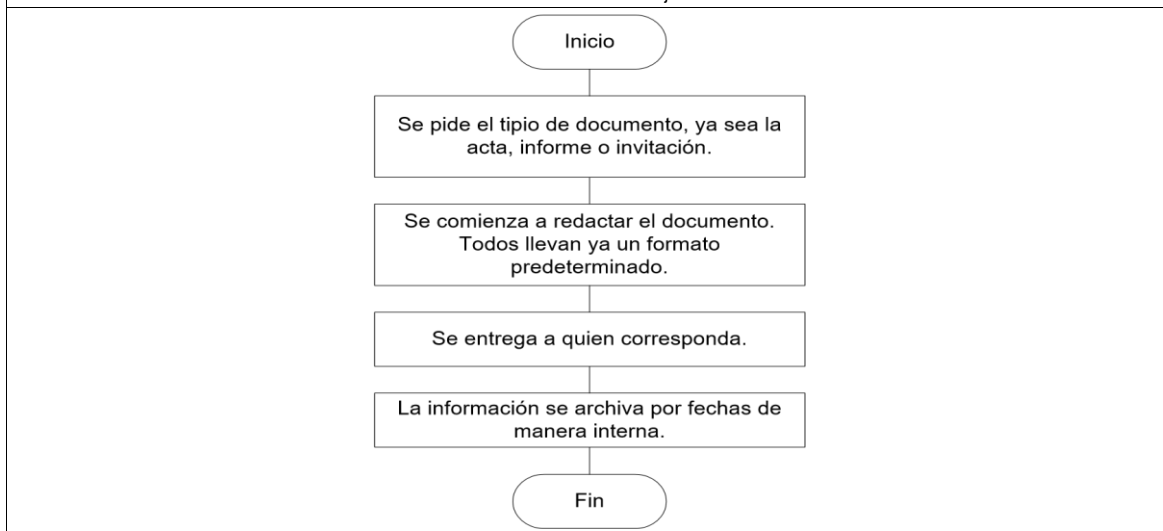 Inicio
Se pide el tipio de documento, ya sea la
acta, informe o invitación.
Se comienza a redactar el documento.
Todos llevan ya un formato
predeterminado.
Se entrega a quien corresponda.
La información se archiva por fechas de
manera interna.
Fin